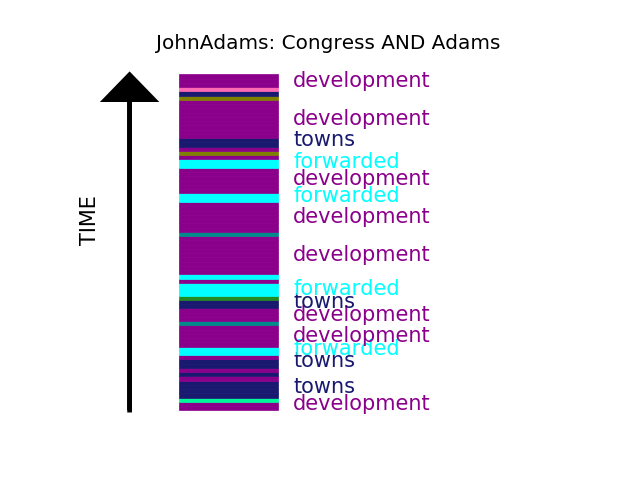 JohnAdams: Congress AND Adams
development
development
towns
forwarded
development
forwarded
development
development
forwarded
towns
development
development
forwarded
towns
towns
development
TIME